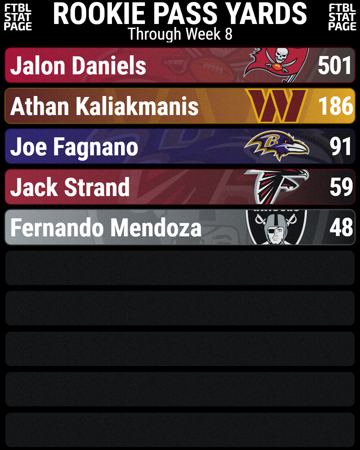 FTBL
STAT
PAGE
ROOKIE PASS YARDS
Through Week 8
FTBL
STAT
PAGE
Jalon Daniels 501
Athan Kaliakmanis 186
Joe Fagnano 91
Jack Strand 59
Fernando Mendoza RAIDERS 48